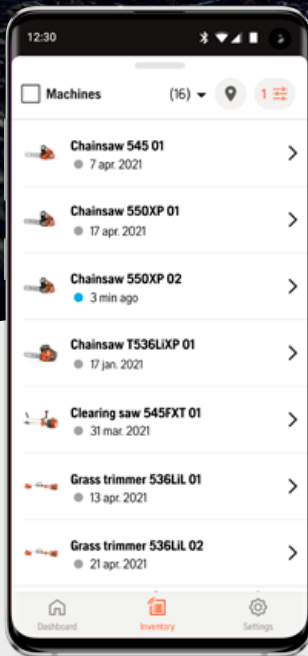 12:30
Machines (16) 1
Chainsaw 545 01
7 apr. 2021
Chainsaw 550XP 01
17 apr. 2021
Chainsaw 550XP 02
3 min ago
Chainsaw T536LiXP 01
17 jan. 2021
Clearing saw 545FXT 01
31 mar. 2021
Grass trimmer 536LiL 01
13 apr. 2021
Grass trimmer 536LiL 02
21 apr. 2021
Dashboard Inventory Settings